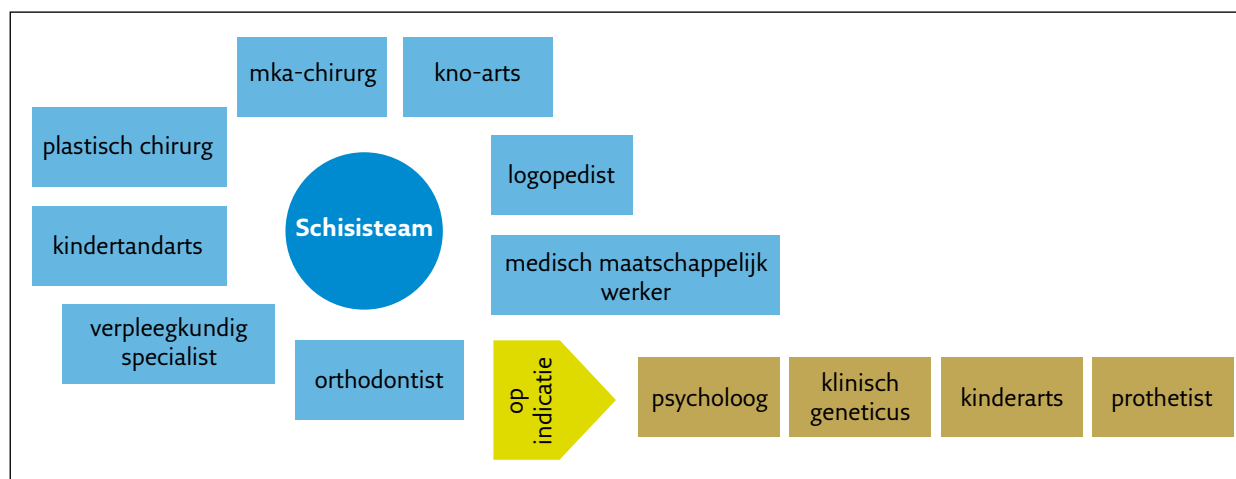 mka-chirurg
kno-arts
plastisch chirurg
logopedist
Schisisteam
kindertandarts
medisch maatschappelijk
werker
verpleegkundig
specialist
orthodontist
op
indicatie
psycholoog
klinisch
geneticus
kinderarts
prothetist